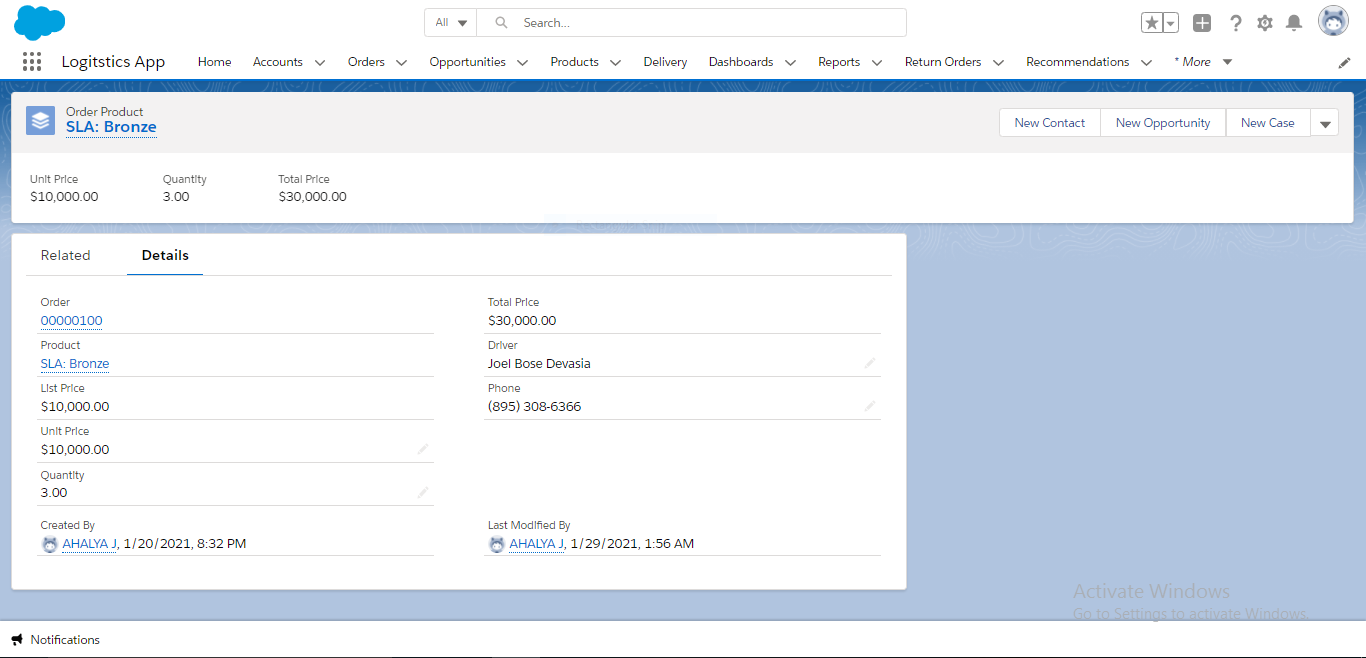 All Search...
Logitstics App Home Accounts Orders Opportunities Products Delivery Dashboards Reports Return Orders Recommendations * More
Order Product
SLA: Bronze
New Contact New Opportunity New Case
Unit Price Quantity Total Price
$10,000.00 3.00 $30,000.00
Related Details
Order Total Price
00000100 $30,000.00
Product Driver
SLA: Bronze Joel Bose Devasia
List Price Phone
$10,000.00 (895) 308-6366
Unit Price
$10,000.00
Quantity
3.00
Created By Last Modified By
AHALYA J, 1/20/2021, 8:32 PM AHALYA J, 1/29/2021, 1:56 AM
Activate Windows
Go to Settings to activate Windows.
Notifications